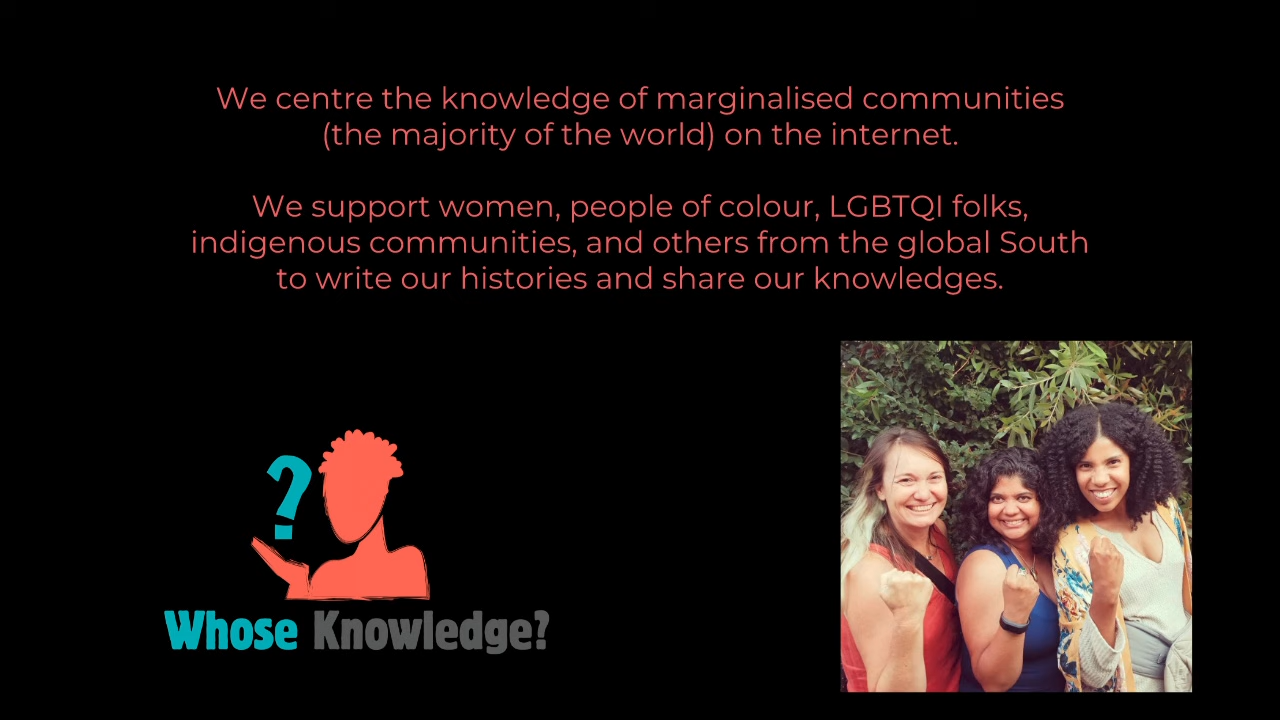 We centre the knowledge of marginalised communities
(the majority of the world) on the internet.
We support women, people of colour, LGBTQI folks,
indigenous communities, and others from the global South
to write our histories and share our knowledges.
?
Whose Knowledge?